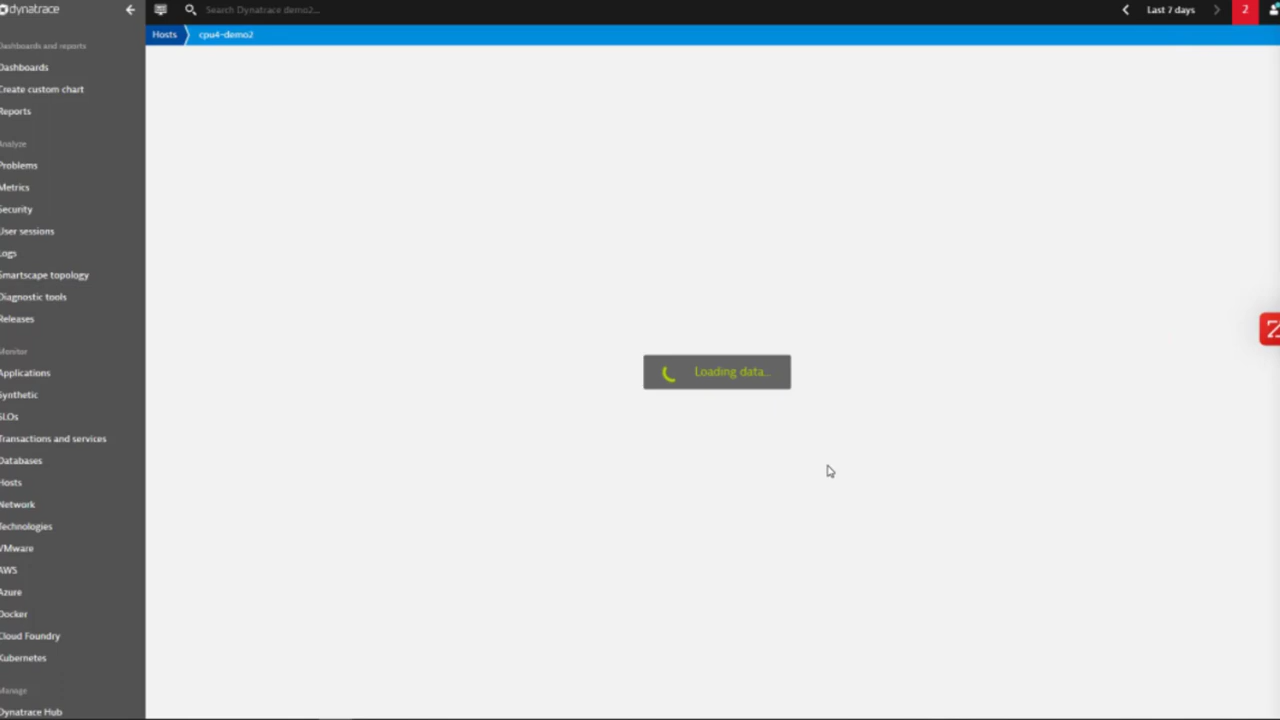 dynatrace
Search Dynatrace demo2...
Last 7 days
2
Hosts
cpu4-demo2
Dashboards and reports
Dashboards
Create custom chart
Reports
Analyze
Problems
Metrics
Security
User sessions
Logs
Smartscape topology
Diagnostic tools
Releases
Monitor
Applications
Synthetic
SLOs
Transactions and services
Databases
Hosts
Network
Technologies
VMware
AWS
Azure
Docker
Cloud Foundry
Kubernetes
Manage
Dynatrace Hub
Loading data...